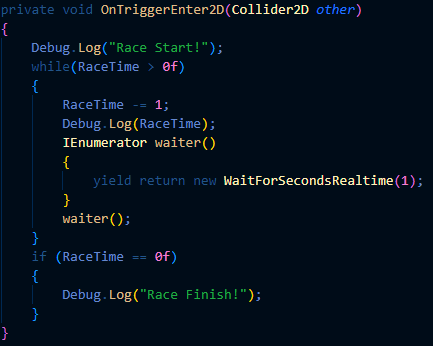 private void OnTriggerEnter2D(Collider2D other)
{
    Debug.Log("Race Start!");
    while(RaceTime > 0f)
    {
        RaceTime -= 1;
        Debug.Log(RaceTime);
        IEnumerator waiter()
        {
            yield return new WaitForSecondsRealtime(1);
        }
        waiter();
    }
    if (RaceTime == 0f)
    {
        Debug.Log("Race Finish!");
    }
}